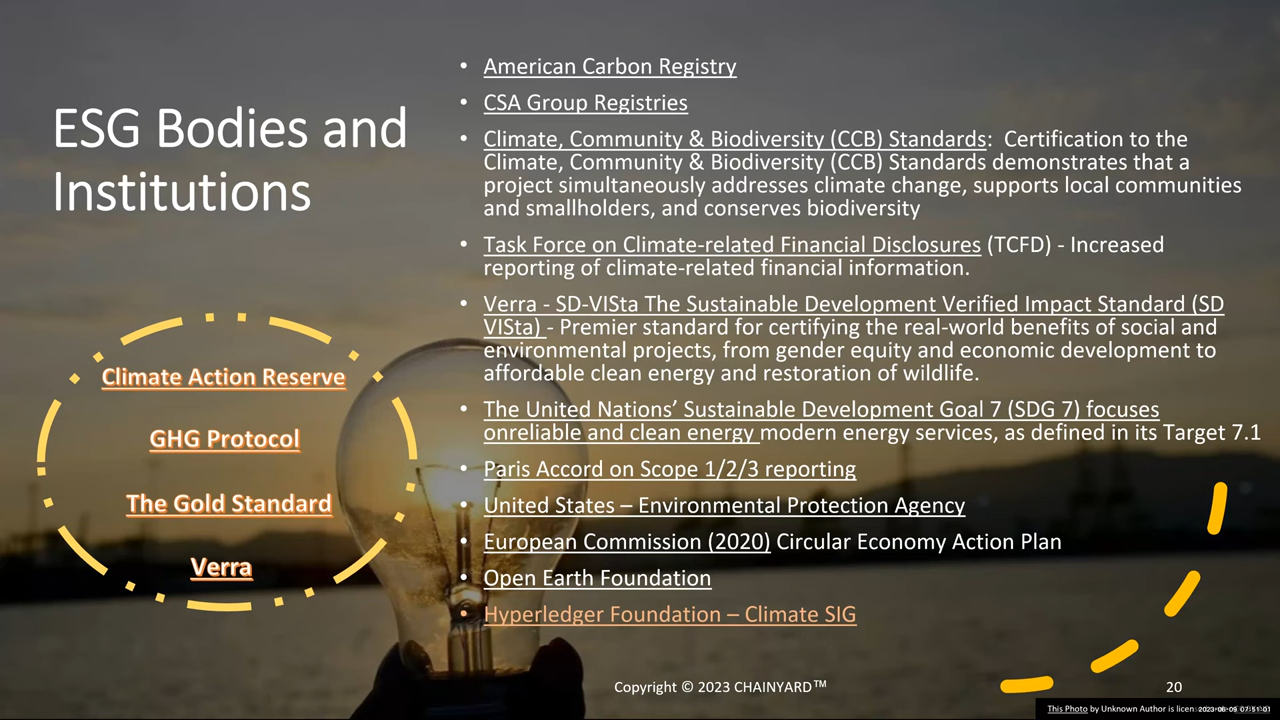 ESG Bodies and
Institutions
Climate Action Reserve
GHG Protocol
The Gold Standard
Verra
• American Carbon Registry
• CSA Group Registries
• Climate, Community & Biodiversity (CCB) Standards: Certification to the
Climate, Community & Biodiversity (CCB) Standards demonstrates that a
project simultaneously addresses climate change, supports local communities
and smallholders, and conserves biodiversity
• Task Force on Climate-related Financial Disclosures (TCFD) - Increased
reporting of climate-related financial information.
• Verra - SD-VISta The Sustainable Development Verified Impact Standard (SD
VISta) - Premier standard for certifying the real-world benefits of social and
environmental projects, from gender equity and economic development to
affordable clean energy and restoration of wildlife.
• The United Nations’ Sustainable Development Goal 7 (SDG 7) focuses
onreliable and clean energy modern energy services, as defined in its Target 7.1
• Paris Accord on Scope 1/2/3 reporting
• United States – Environmental Protection Agency
• European Commission (2020) Circular Economy Action Plan
• Open Earth Foundation
• Hyperledger Foundation – Climate SIG
Copyright © 2023 CHAINYARD™
20
This Photo by Unknown Author is licen
2023-06-09 07:51:01